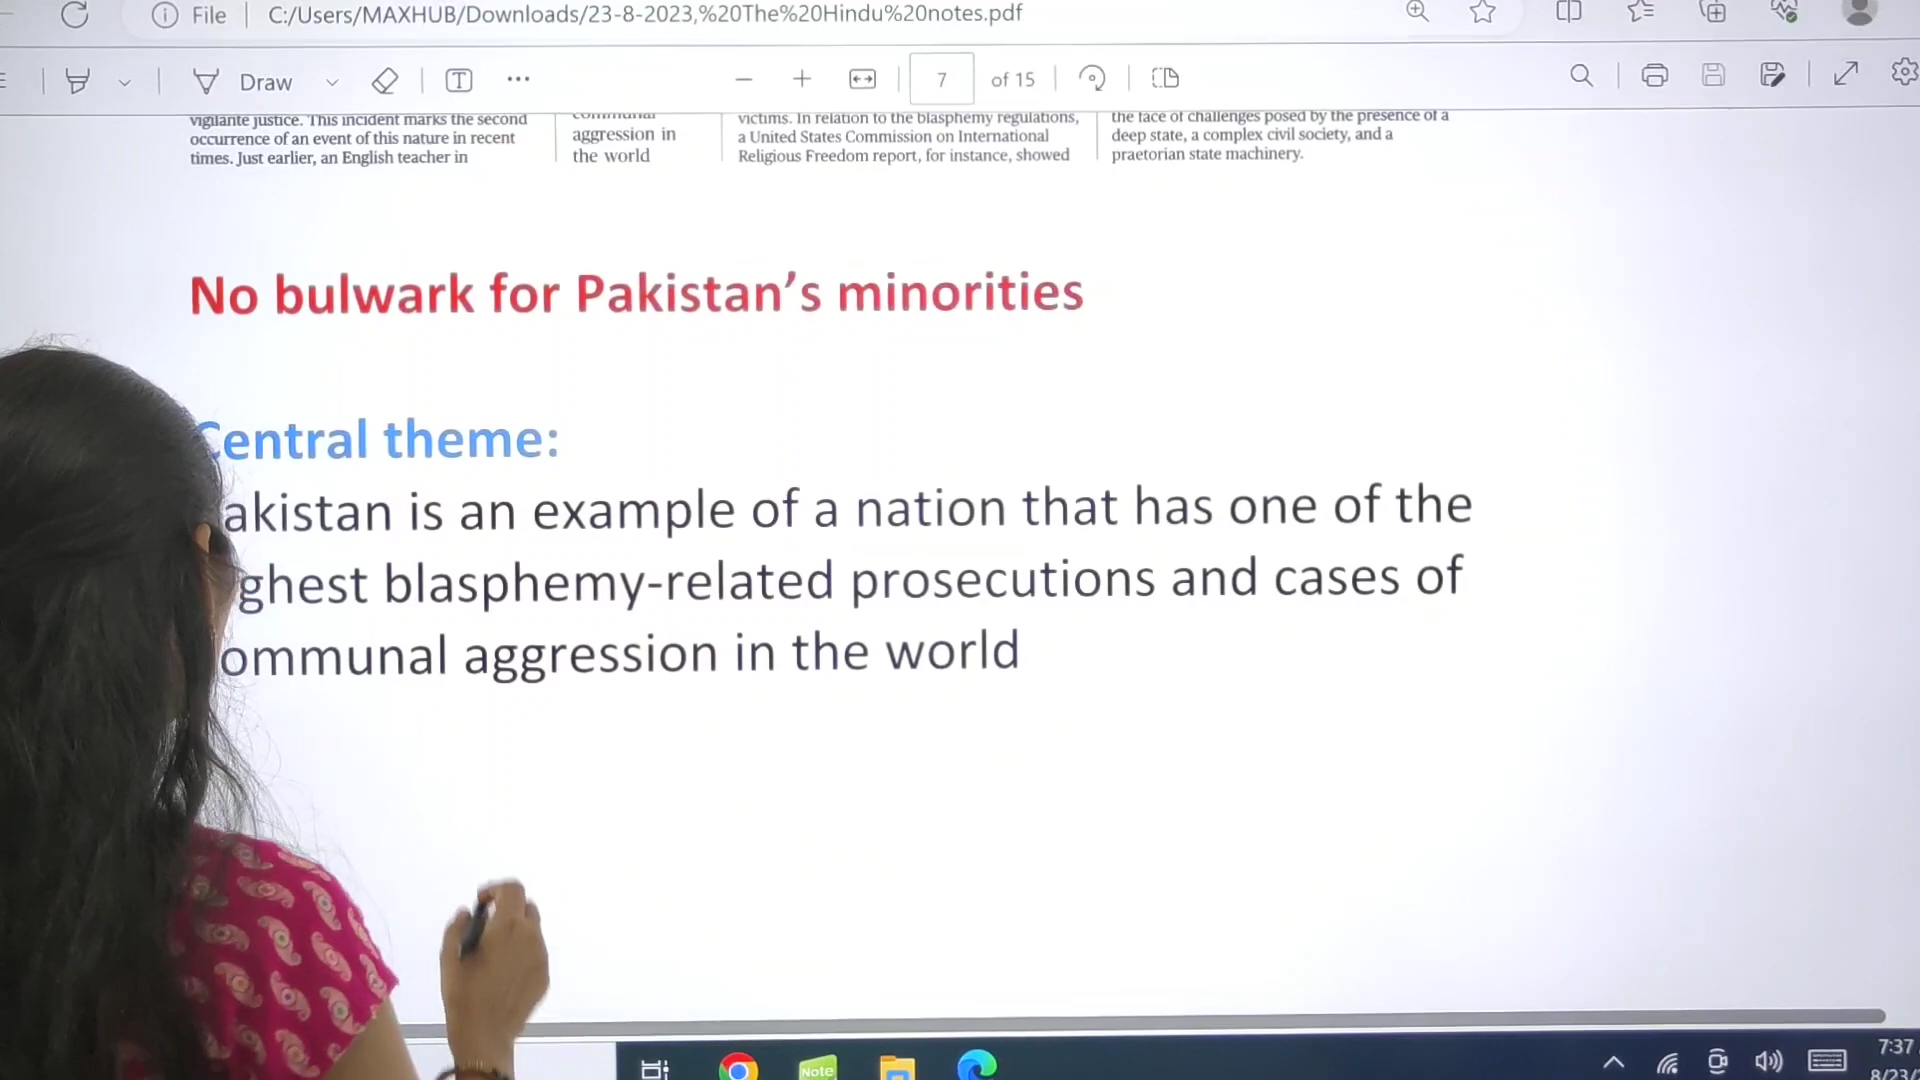 File
C:/Users/MAXHUB/Downloads/23-8-2023,%20The%20Hindu%20notes.pdf
Draw
7 of 15
vigilante justice. This incident marks the second
occurrence of an event of this nature in recent
times. Just earlier, an English teacher in
communal
aggression in
the world
victims. In relation to the blasphemy regulations,
a United States Commission on International
Religious Freedom report, for instance, showed
the face of challenges posed by the presence of a
deep state, a complex civil society, and a
praetorian state machinery.
No bulwark for Pakistan’s minorities
Central theme:
akistan is an example of a nation that has one of the
ghest blasphemy-related prosecutions and cases of
ommunal aggression in the world
Note
7:37
8/23/